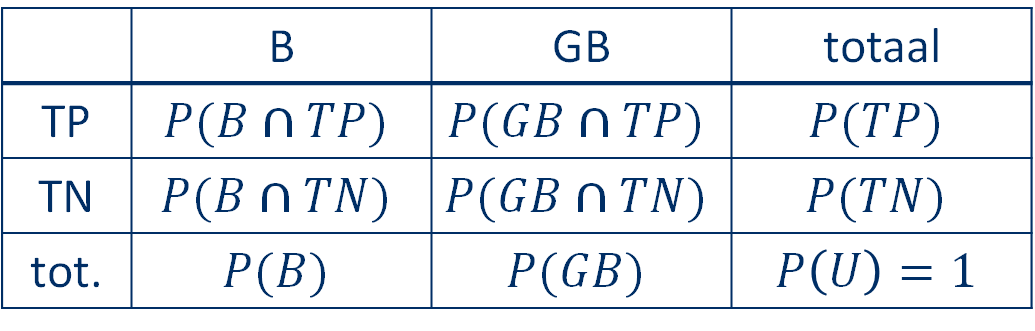 B GB totaal
TP P(B ∩ TP) P(GB ∩ TP) P(TP)
TN P(B ∩ TN) P(GB ∩ TN) P(TN)
tot. P(B) P(GB) P(U) = 1